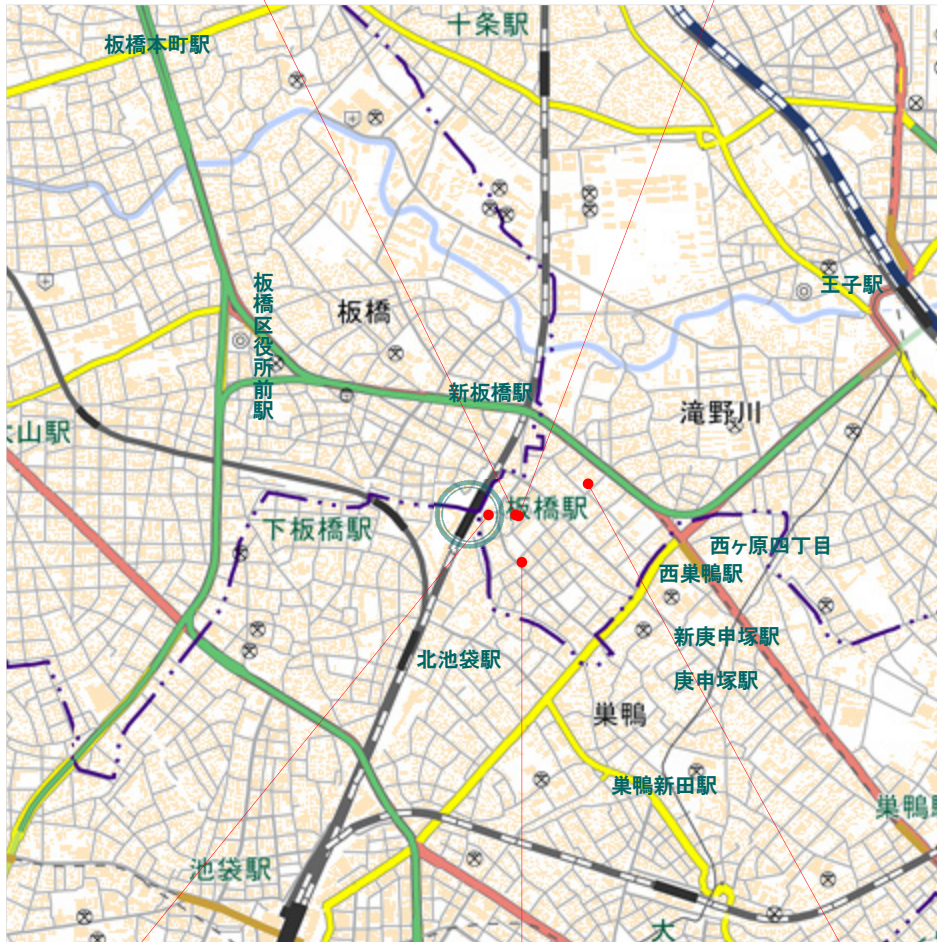 十条駅
板橋本町駅
王子駅
板橋区役所前駅
板橋
新板橋駅
滝野川
山駅
板橋駅
下板橋駅
西ヶ原四丁目
西巣鴨駅
新庚申塚駅
北池袋駅
庚申塚駅
巣鴨
巣鴨新田駅
巣鴨駅
池袋駅
大